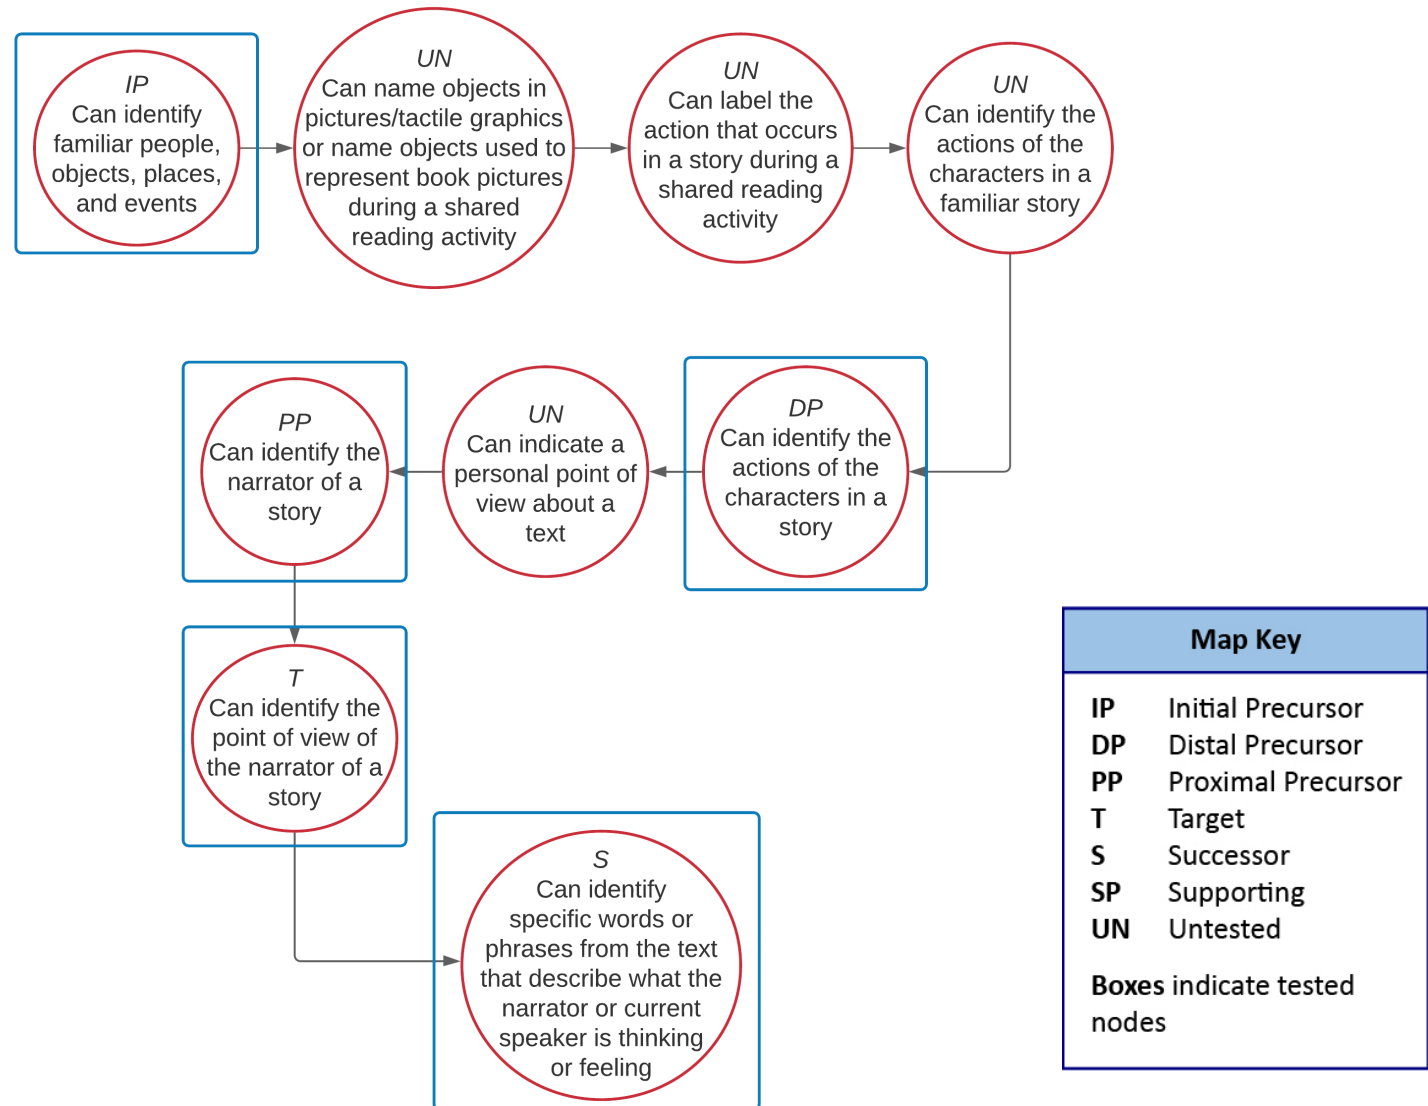 IP
Can identify
familiar people,
objects, places,
and events
UN
Can name objects in
pictures/tactile graphics
or name objects used to
represent book pictures
during a shared
reading activity
UN
Can label the
action that occurs
in a story during a
shared reading
activity
UN
Can identify the
actions of the
characters in a
familiar story
DP
Can identify the
actions of the
characters in a
story
UN
Can indicate a
personal point of
view about a
text
PP
Can identify the
narrator of a
story
T
Can identify the
point of view of
the narrator of a
story
S
Can identify
specific words or
phrases from the text
that describe what the
narrator or current
speaker is thinking
or feeling
Map Key
IP Initial Precursor
DP Distal Precursor
PP Proximal Precursor
T Target
S Successor
SP Supporting
UN Untested
Boxes indicate tested
nodes